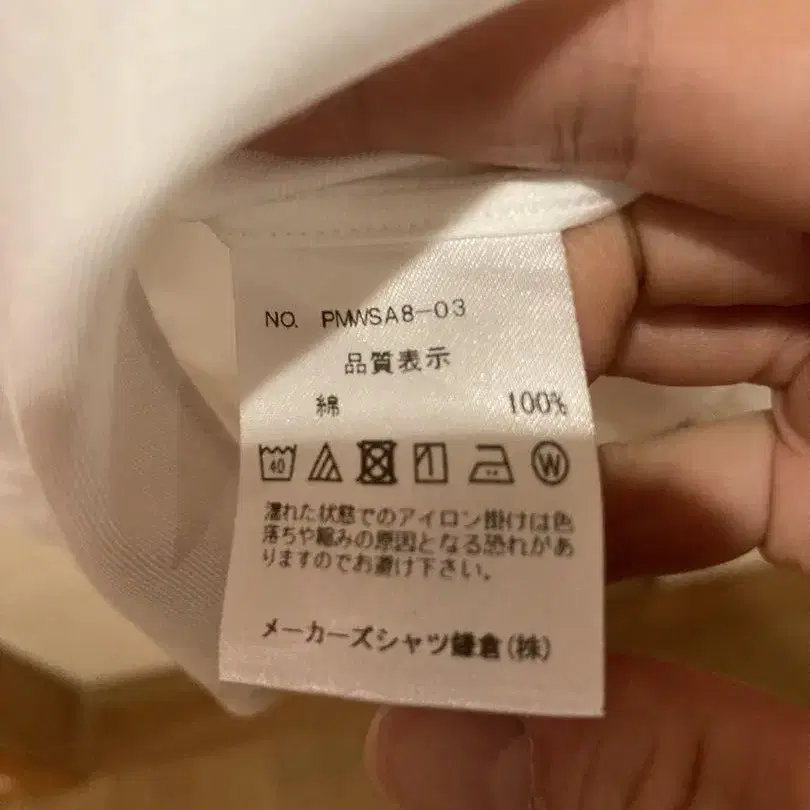 NO. PMWSA8-03
品質表示
綿 100%
40 W
濡れた状態でのアイロン掛けは色
落ちや縮みの原因となる恐れがあ
りますのでお避け下さい。
メーカーズシャツ鎌倉(株)